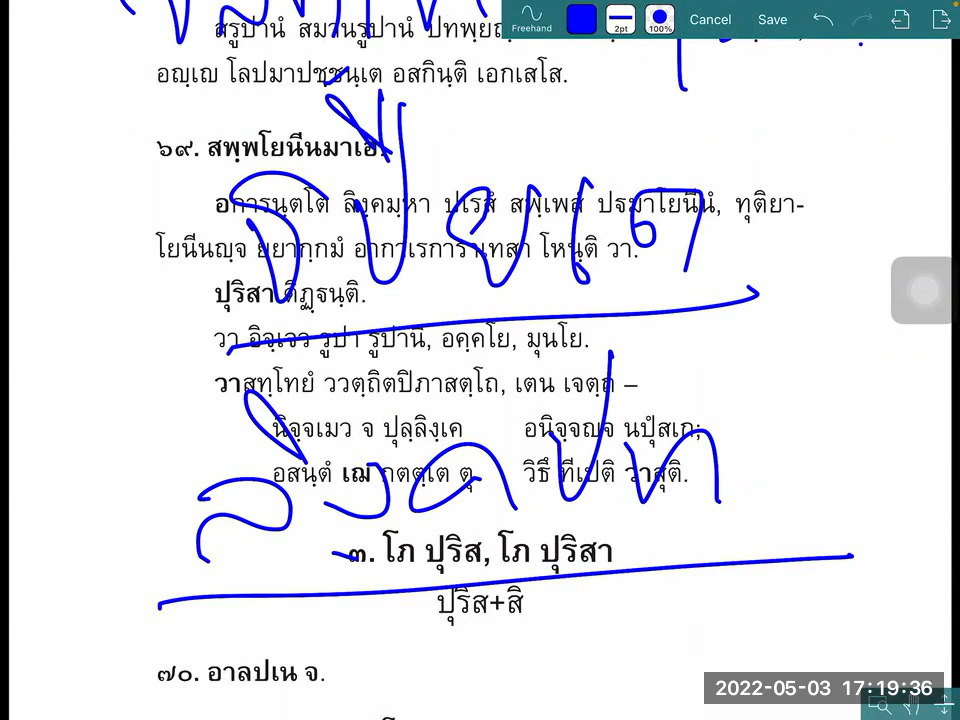 Freehand 2pt 100% Cancel Save
สรูปานํ สมานรูปานํ
อญฺเญ โลปมาปชฺชนฺเต อสกินฺติ เอกเสโส.
๖๙. สพฺพโยนีนมาเอ.
อการนฺตโต ลิงฺคมฺหา ปเรสํ สพฺเพสํ ปฐมาโยนีนํ, ทุติยา-
โยนีนญฺจ ยถากฺกมํ อากาเรการาเทสา โหนฺติ วา.
ปุริสา ติฏฺฐนฺติ.
วา อิจฺเจว รูปา รูปานิ, อคฺคโย, มุนโย.
วาสทฺโทยํ ววตฺถิตวิภาสตฺโถ, เตน เจตฺถ –
นิจฺจเมว จ ปุลฺลิงฺเค อนิจฺจญฺจ นปุํสเก;
อสนฺตํ เฌ กตตฺเต ตุ วิธึ ทีเปติ วาสุติ.
๓. โภ ปุริส, โภ ปุริสา
ปุริส+สิ
๗๐. อาลปเน จ.
2022-05-03 17:19:36